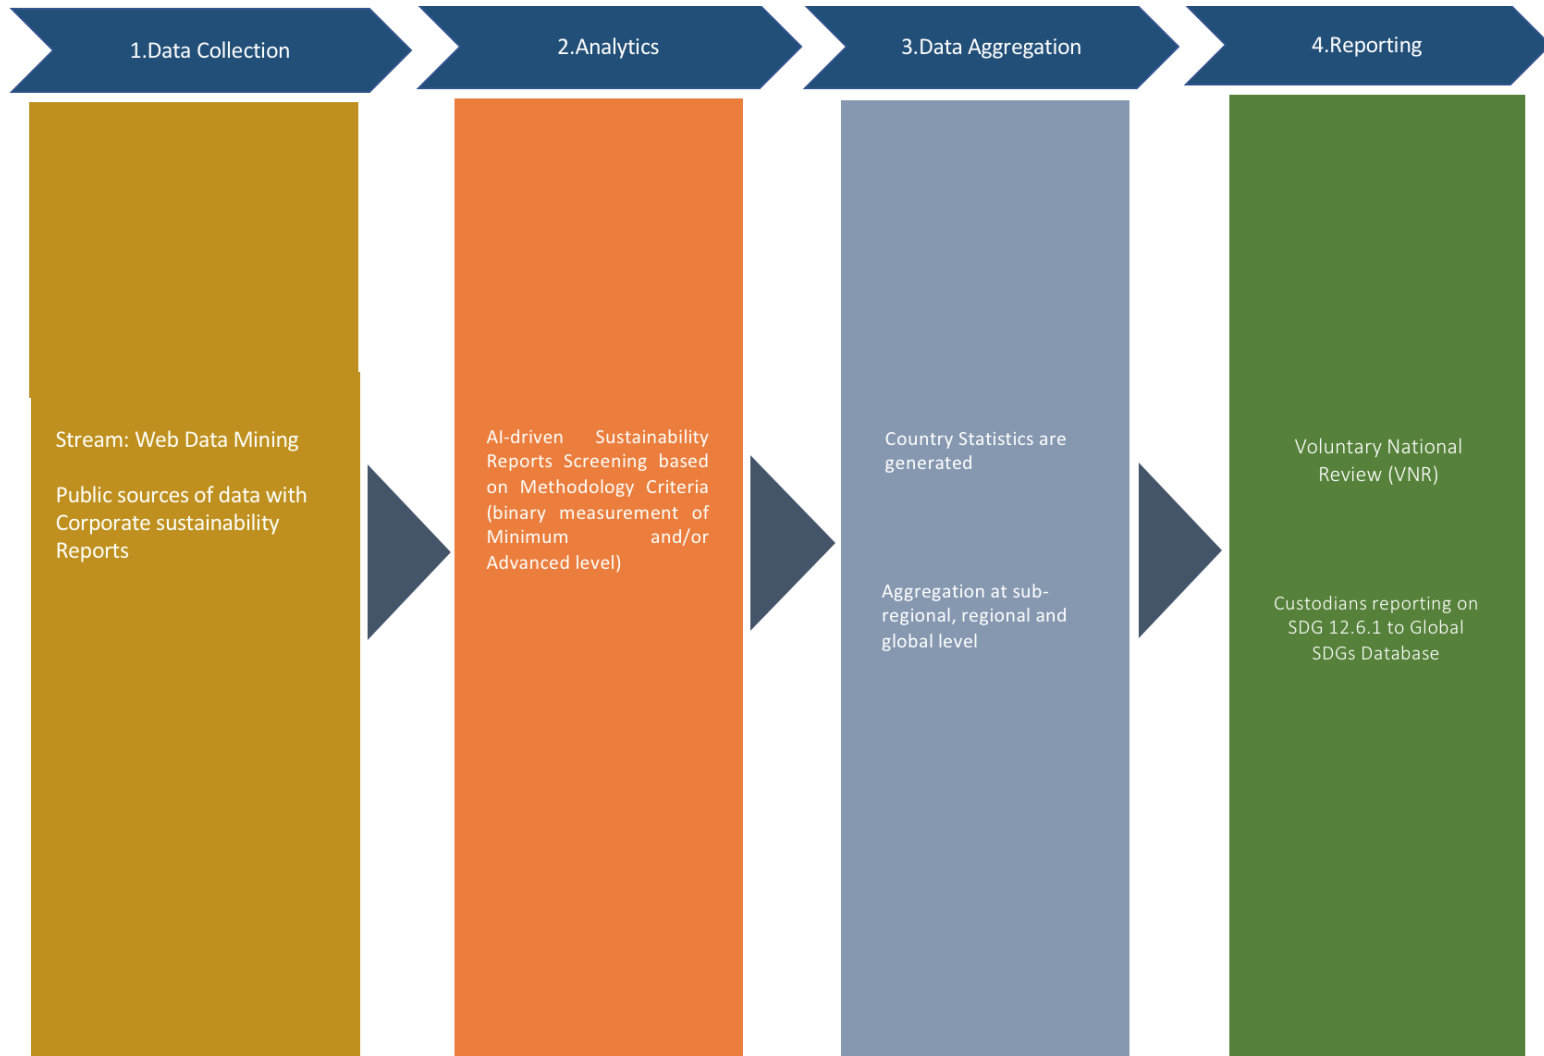 1.Data Collection
2.Analytics
3.Data Aggregation
4.Reporting
Stream: Web Data Mining
Public sources of data with
Corporate sustainability
Reports
AI-driven Sustainability
Reports Screening based
on Methodology Criteria
(binary measurement of
Minimum and/or
Advanced level)
Country Statistics are
generated
Aggregation at sub-
regional, regional and
global level
Voluntary National
Review (VNR)
Custodians reporting on
SDG 12.6.1 to Global
SDGs Database